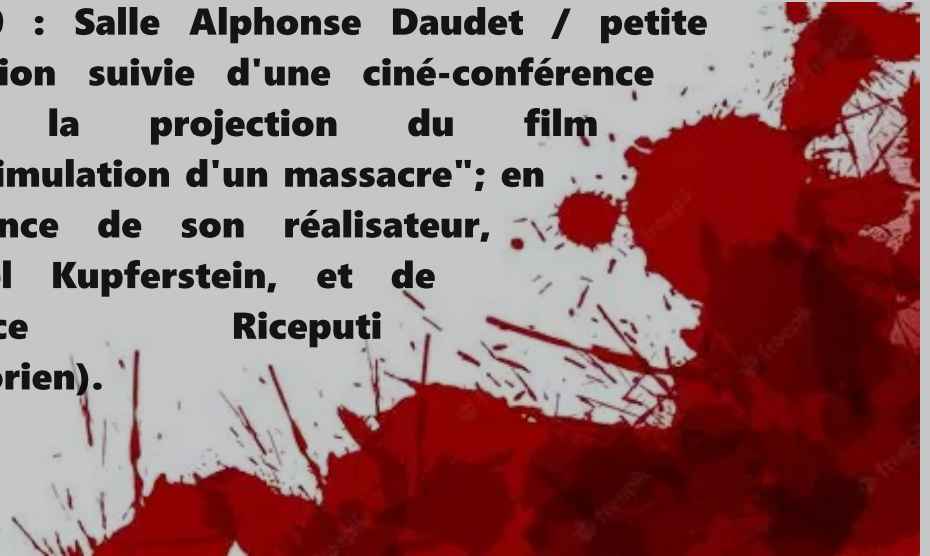 : Salle Alphonse Daudet / petite
ion suivie d'une ciné-conférence
la projection du film
imulation d'un massacre"; en
nce de son réalisateur,
l Kupferstein, et de
ce Riceputi
orien).